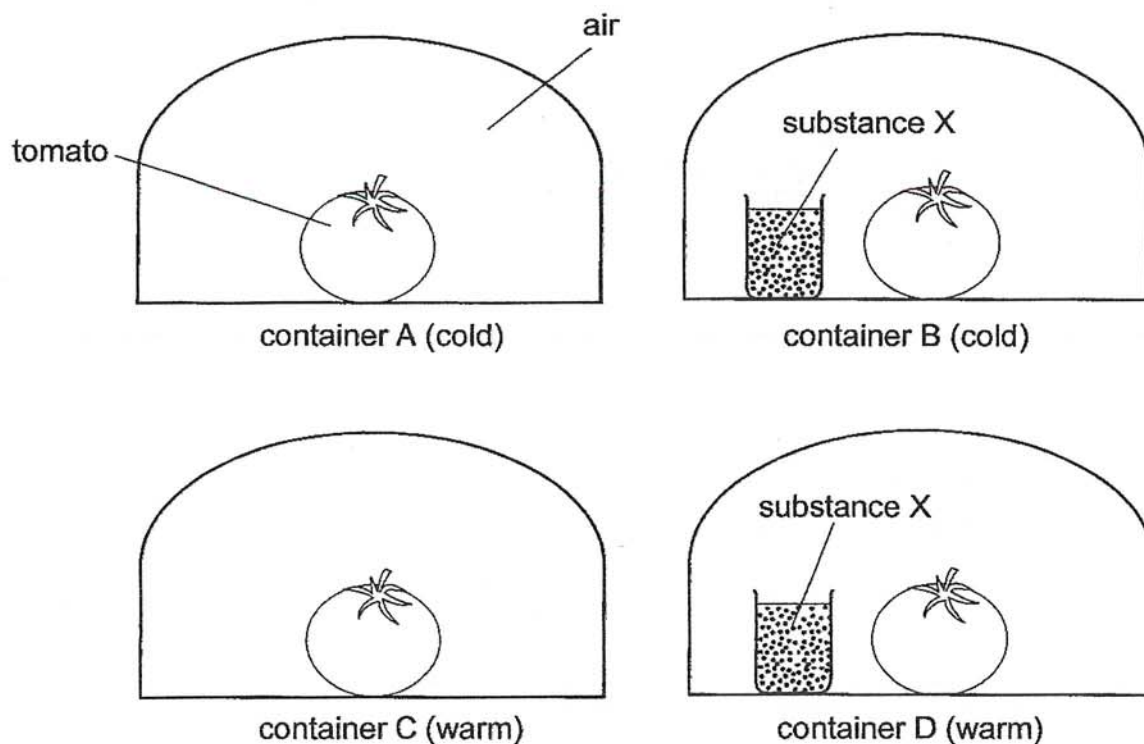 air
tomato
substance X
container A (cold)
container B (cold)
substance X
container C (warm)
container D (warm)